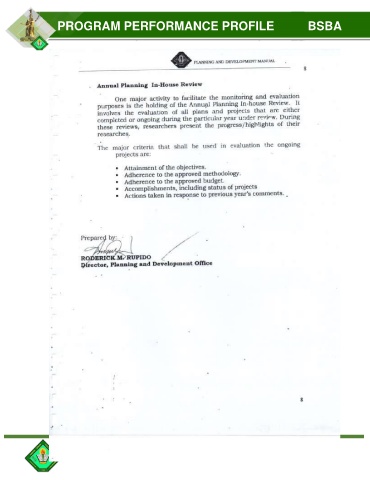 PROGRAM PERFORMANCE PROFILE BSBA
PLANNING AND DEVELOPMENT MANUAL
8
Annual Planning In-House Review
One major activity to facilitate the monitoring and evaluation
purposes is the holding of the Annual Planning In-house Review. It
involves the evaluation of all plans and projects that are either
completed or ongoing during the particular year under review. During
these reviews, researchers present the progress/highlights of their
researches.
The major criteria that shall be used in evaluation the ongoing
projects are:
• Attainment of the objectives.
• Adherence to the approved methodology.
• Adherence to the approved budget.
• Accomplishments, including status of projects
• Actions taken in response to previous year's comments.
Prepared by:
RODERICK M. RUPIDO
Director, Planning and Development Office
8